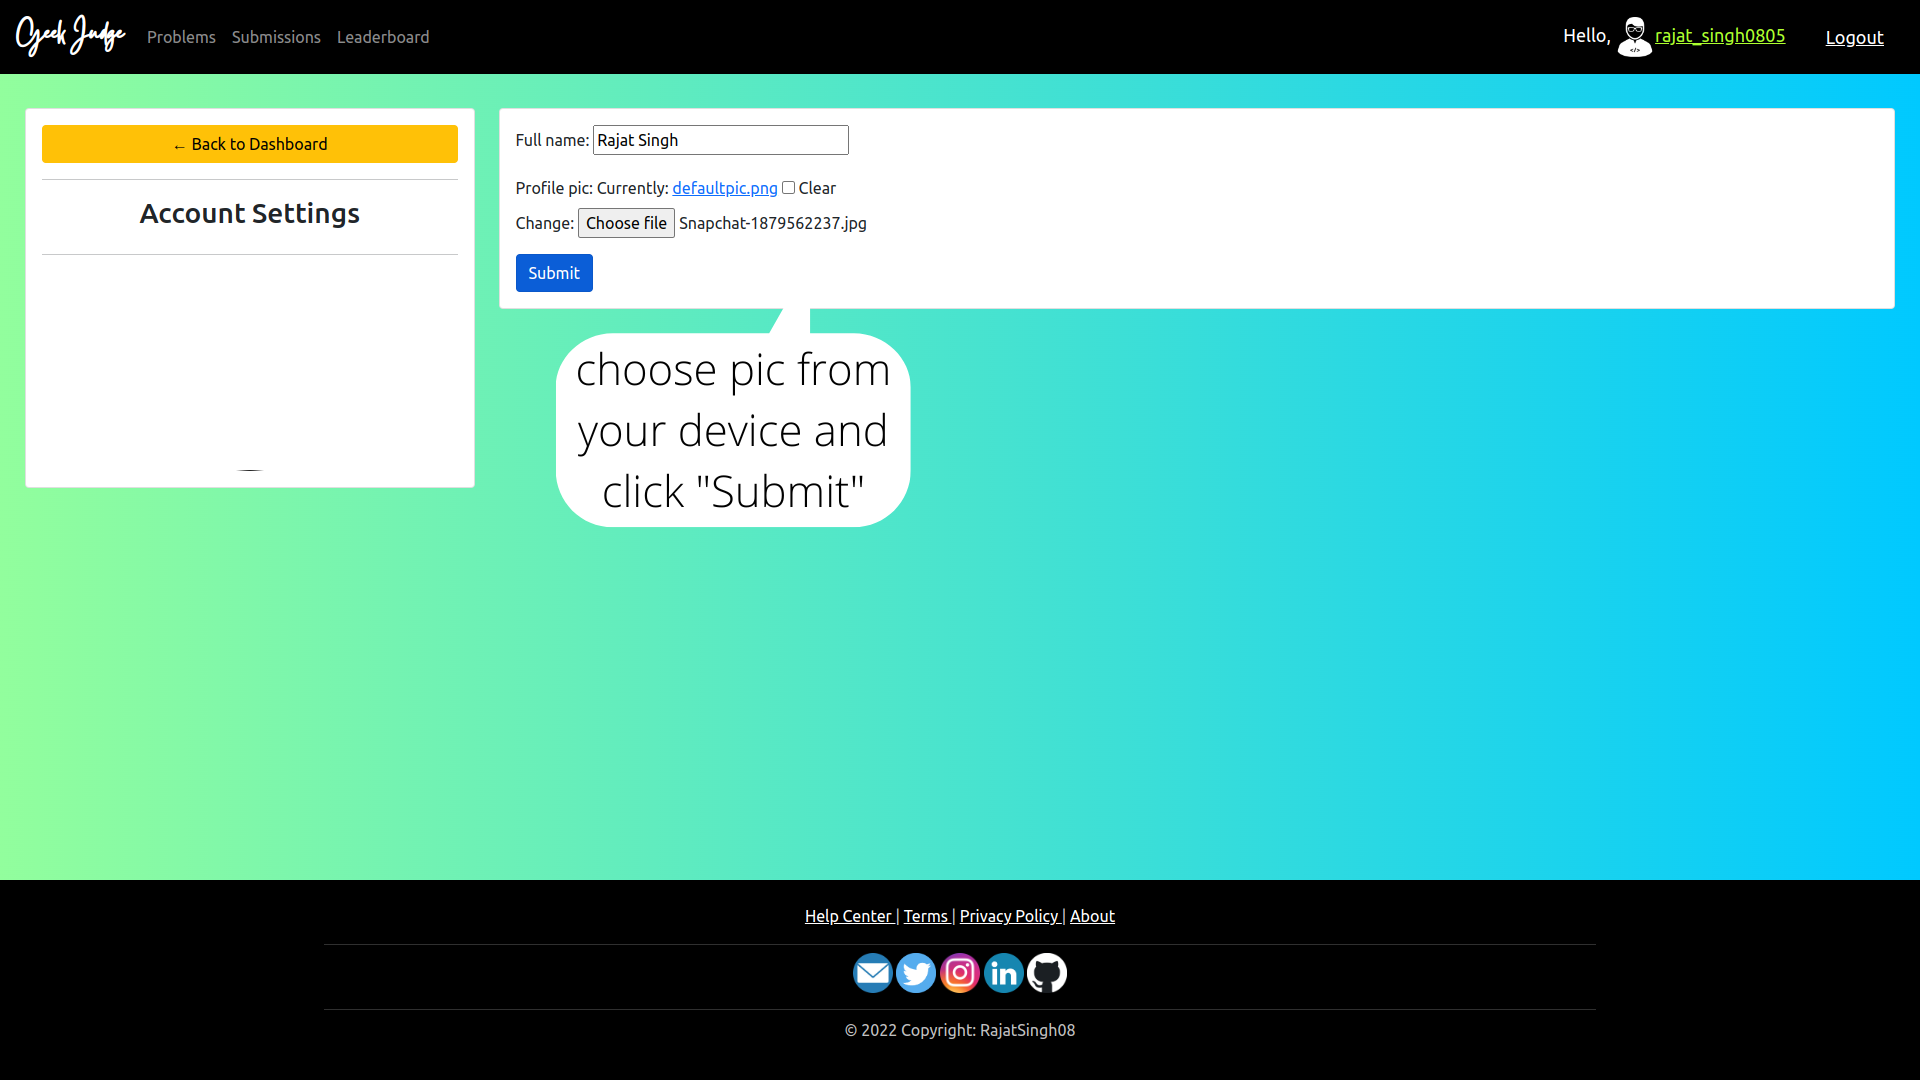 Geek Judge Problems Submissions Leaderboard Hello, rajat_singh0805 Logout
← Back to Dashboard
Account Settings
Full name: Rajat Singh
Profile pic: Currently: defaultpic.png Clear
Change: Choose file Snapchat-1879562237.jpg
Submit
choose pic from
your device and
click "Submit"
Help Center | Terms | Privacy Policy | About
in
© 2022 Copyright: RajatSingh08